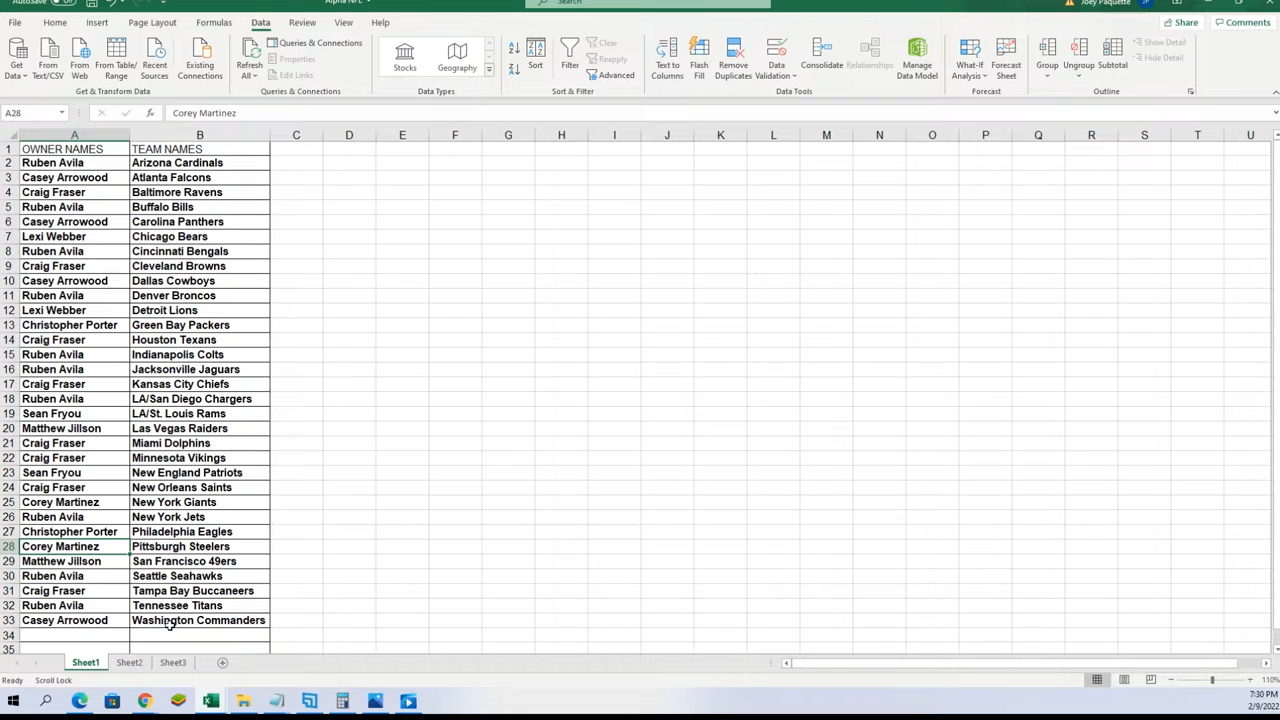 AutoSave Alpha NFL Search Joey Paquette JP
File Home Insert Page Layout Formulas Data Review View Help Share Comments
Get Data From Text/CSV From Web From Table/Range Recent Sources Existing Connections
Refresh All Queries & Connections Properties Edit Links
Stocks Geography
Sort Filter Clear Reapply Advanced
Text to Columns Flash Fill Remove Duplicates Data Validation Consolidate Relationships Manage Data Model
What-If Analysis Forecast Sheet Group Ungroup Subtotal Show Detail Hide Detail
Get & Transform Data Queries & Connections Data Types Sort & Filter Data Tools Forecast Outline
A28 fx Corey Martinez
A B C D E F G H I J K L M N O P Q R S T U
1 OWNER NAMES TEAM NAMES
2 Ruben Avila Arizona Cardinals
3 Casey Arrowood Atlanta Falcons
4 Craig Fraser Baltimore Ravens
5 Ruben Avila Buffalo Bills
6 Casey Arrowood Carolina Panthers
7 Lexi Webber Chicago Bears
8 Ruben Avila Cincinnati Bengals
9 Craig Fraser Cleveland Browns
10 Casey Arrowood Dallas Cowboys
11 Ruben Avila Denver Broncos
12 Lexi Webber Detroit Lions
13 Christopher Porter Green Bay Packers
14 Craig Fraser Houston Texans
15 Ruben Avila Indianapolis Colts
16 Ruben Avila Jacksonville Jaguars
17 Craig Fraser Kansas City Chiefs
18 Ruben Avila LA/San Diego Chargers
19 Sean Fryou LA/St. Louis Rams
20 Matthew Jillson Las Vegas Raiders
21 Craig Fraser Miami Dolphins
22 Craig Fraser Minnesota Vikings
23 Sean Fryou New England Patriots
24 Craig Fraser New Orleans Saints
25 Corey Martinez New York Giants
26 Ruben Avila New York Jets
27 Christopher Porter Philadelphia Eagles
28 Corey Martinez Pittsburgh Steelers
29 Matthew Jillson San Francisco 49ers
30 Ruben Avila Seattle Seahawks
31 Craig Fraser Tampa Bay Buccaneers
32 Ruben Avila Tennessee Titans
33 Casey Arrowood Washington Commanders
34
35
Sheet1 Sheet2 Sheet3
Ready Scroll Lock 110%
7:30 PM
2/9/2022